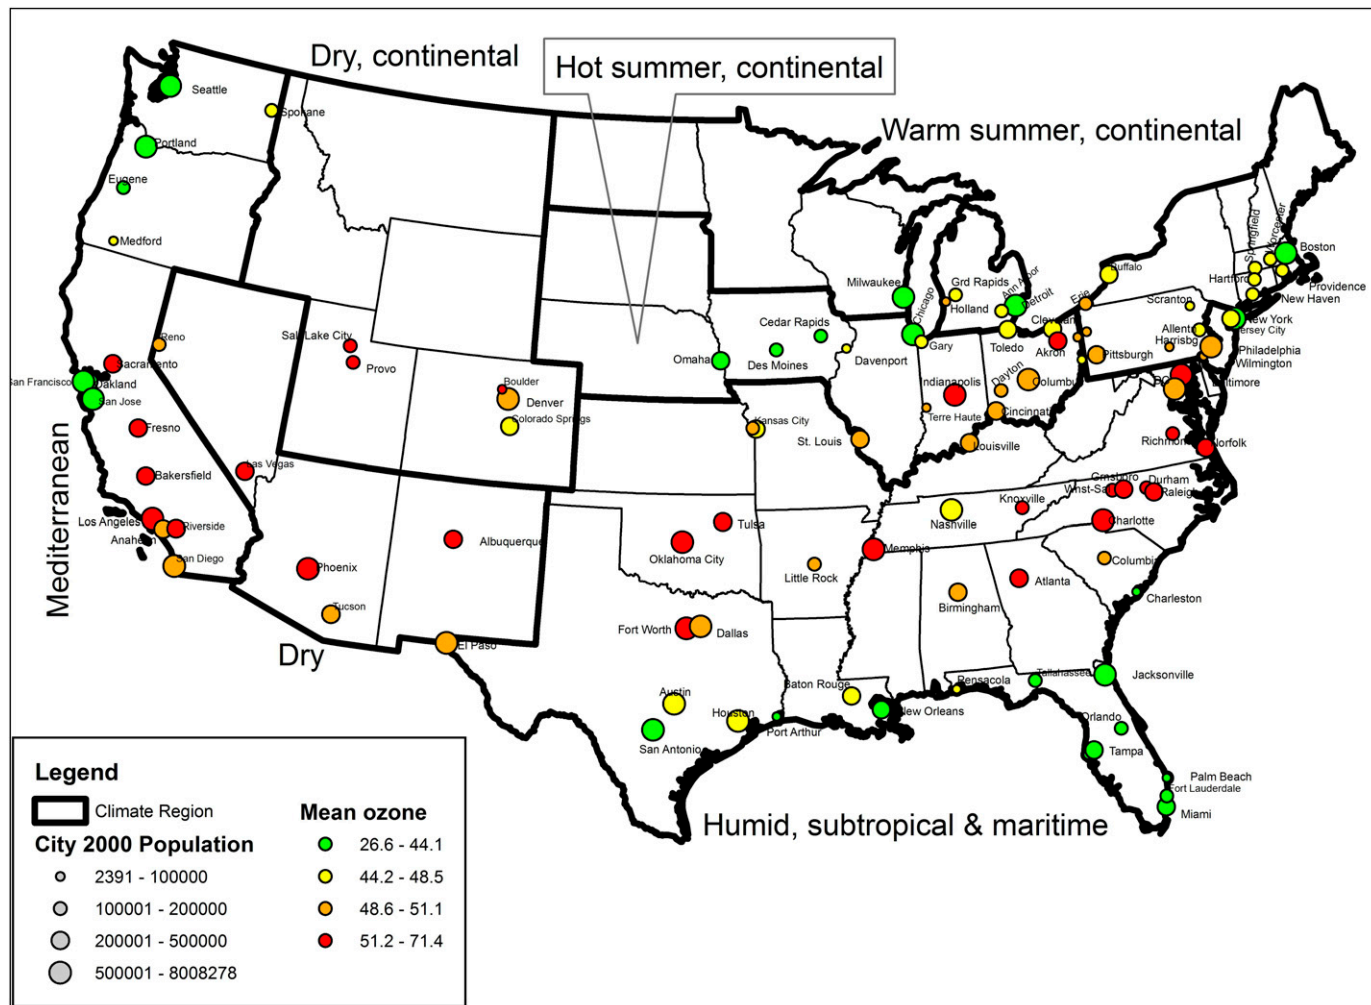 Dry, continental
Hot summer, continental
Warm summer, continental
Seattle
Spokane
Portland
Eugene
Medford
Springfield
Worcester
Boston
Buffalo
Hartford
Providence
New Haven
Milwaukee
Grd Rapids
Ann Arbor
Detroit
Holland
Chicago
Erie
Scranton
Cleveland
New York
Jersey City
Reno
Salt Lake City
Provo
Cedar Rapids
Omaha
Des Moines
Davenport
Gary
Toledo
Akron
Allent
Harrisbg
Pittsburgh
Philadelphia
Wilmington
Sacramento
San Francisco
Oakland
San Jose
Boulder
Denver
Colorado Springs
Indianapolis
Dayton
Columbu
DC
Baltimore
Terre Haute
Cincinnati
Fresno
Kansas City
St. Louis
Louisville
Richmond
Norfolk
Las Vegas
Bakersfield
Mediterranean
Los Angeles
Riverside
Anaheim
San Diego
Phoenix
Tucson
Albuquerque
Tulsa
Oklahoma City
Little Rock
Memphis
Nashville
Knoxville
Grnsboro
Durham
Winst-Sa
Raleigh
Charlotte
Columbia
Charleston
Atlanta
Birmingham
Dry
El Paso
Fort Worth
Dallas
Austin
Houston
San Antonio
Port Arthur
Baton Rouge
New Orleans
Pensacola
Tallahassee
Jacksonville
Orlando
Tampa
Palm Beach
Fort Lauderdale
Miami
Humid, subtropical & maritime
Legend
Climate Region
City 2000 Population
2391 - 100000
100001 - 200000
200001 - 500000
500001 - 8008278
Mean ozone
26.6 - 44.1
44.2 - 48.5
48.6 - 51.1
51.2 - 71.4